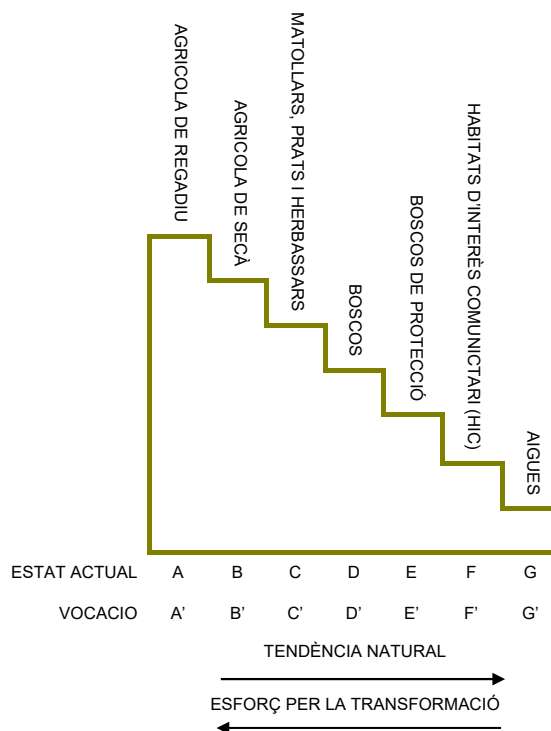 AGRICOLA DE REGADIU
AGRICOLA DE SECÀ
MATOLLARS, PRATS I HERBASSARS
BOSCOS
BOSCOS DE PROTECCIÓ
HABITATS D'INTERÈS COMUNICTARI (HIC)
AIGUES
ESTAT ACTUAL A B C D E F G
VOCACIO A' B' C' D' E' F' G'
TENDÈNCIA NATURAL
ESFORÇ PER LA TRANSFORMACIÓ